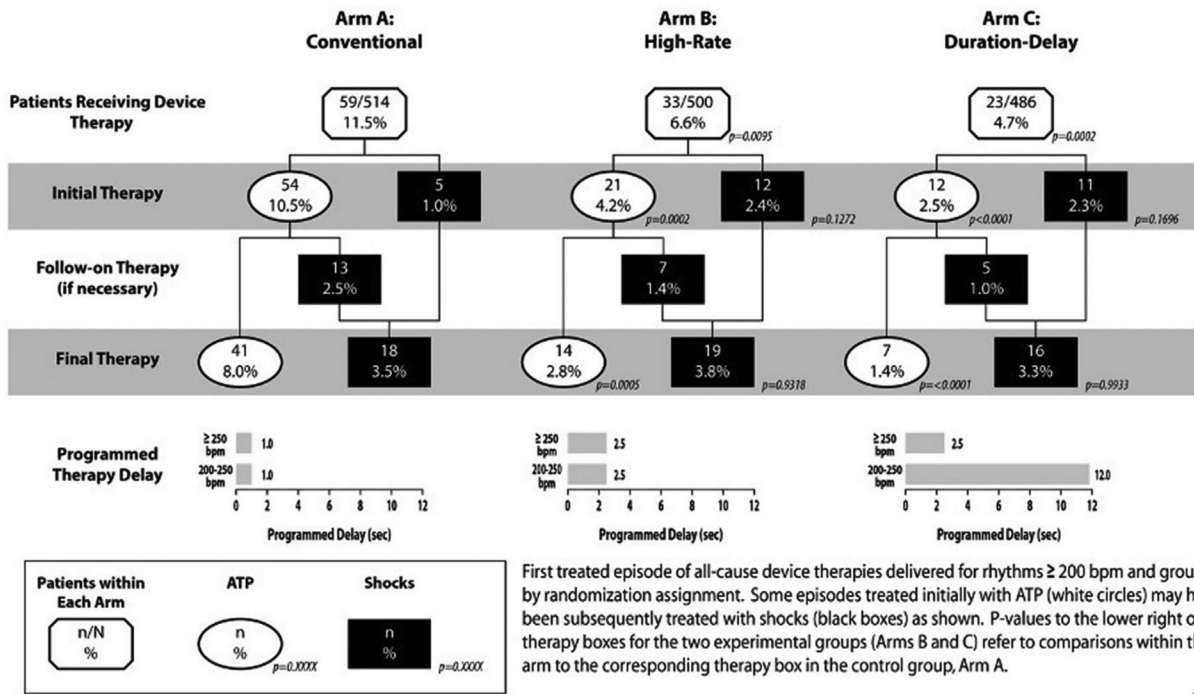 Arm A:
Conventional
Arm B:
High-Rate
Arm C:
Duration-Delay
Patients Receiving Device
Therapy
59/514
11.5%
33/500
6.6%
p=0.0095
23/486
4.7%
p=0.0002
Initial Therapy
54
10.5%
5
1.0%
21
4.2%
p=0.0002
12
2.4%
p=0.1272
12
2.5%
p<0.0001
11
2.3%
p=0.1696
Follow-on Therapy
(if necessary)
13
2.5%
7
1.4%
5
1.0%
Final Therapy
41
8.0%
18
3.5%
14
2.8%
p=0.0005
19
3.8%
p=0.9318
7
1.4%
p=<0.0001
16
3.3%
p=0.9933
Programmed
Therapy Delay
≥ 250
bpm
1.0
200-250
bpm
1.0
0 2 4 6 8 10 12
Programmed Delay (sec)
≥ 250
bpm
2.5
200-250
bpm
2.5
0 2 4 6 8 10 12
Programmed Delay (sec)
≥ 250
bpm
2.5
200-250
bpm
12.0
0 2 4 6 8 10 12
Programmed Delay (sec)
Patients within
Each Arm
n/N
%
ATP
n
%
p=0.XXXX
Shocks
n
%
p=0.XXXX
First treated episode of all-cause device therapies delivered for rhythms ≥ 200 bpm and grou
by randomization assignment. Some episodes treated initially with ATP (white circles) may h
been subsequently treated with shocks (black boxes) as shown. P-values to the lower right o
therapy boxes for the two experimental groups (Arms B and C) refer to comparisons within th
arm to the corresponding therapy box in the control group, Arm A.